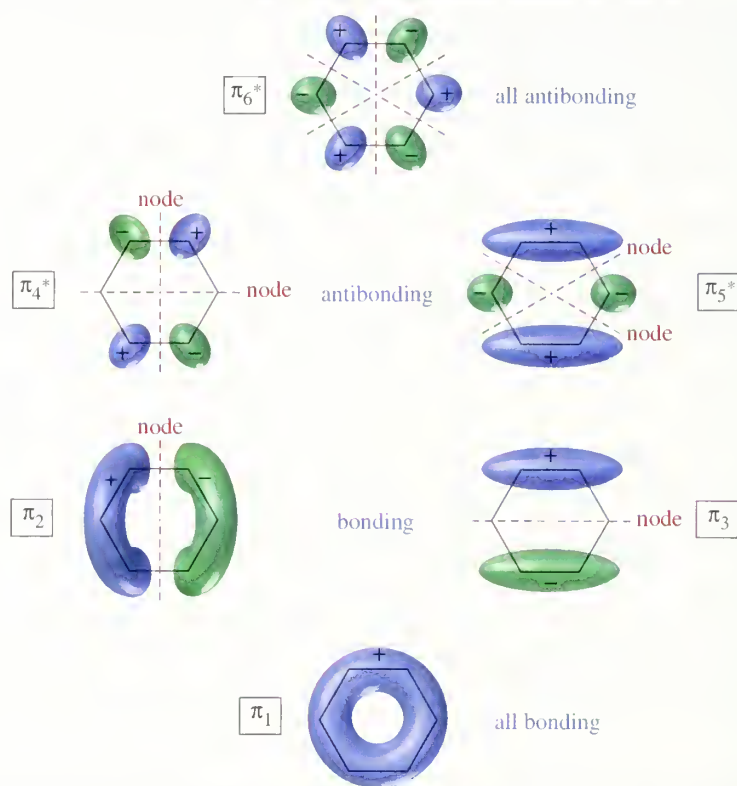 + −
π6* − + all antibonding
+ −
node
− +
+
node
π4* node antibonding − − π5*
+ −
node
+
node
+ −
+
π2 bonding node π3
−
+
π1 all bonding